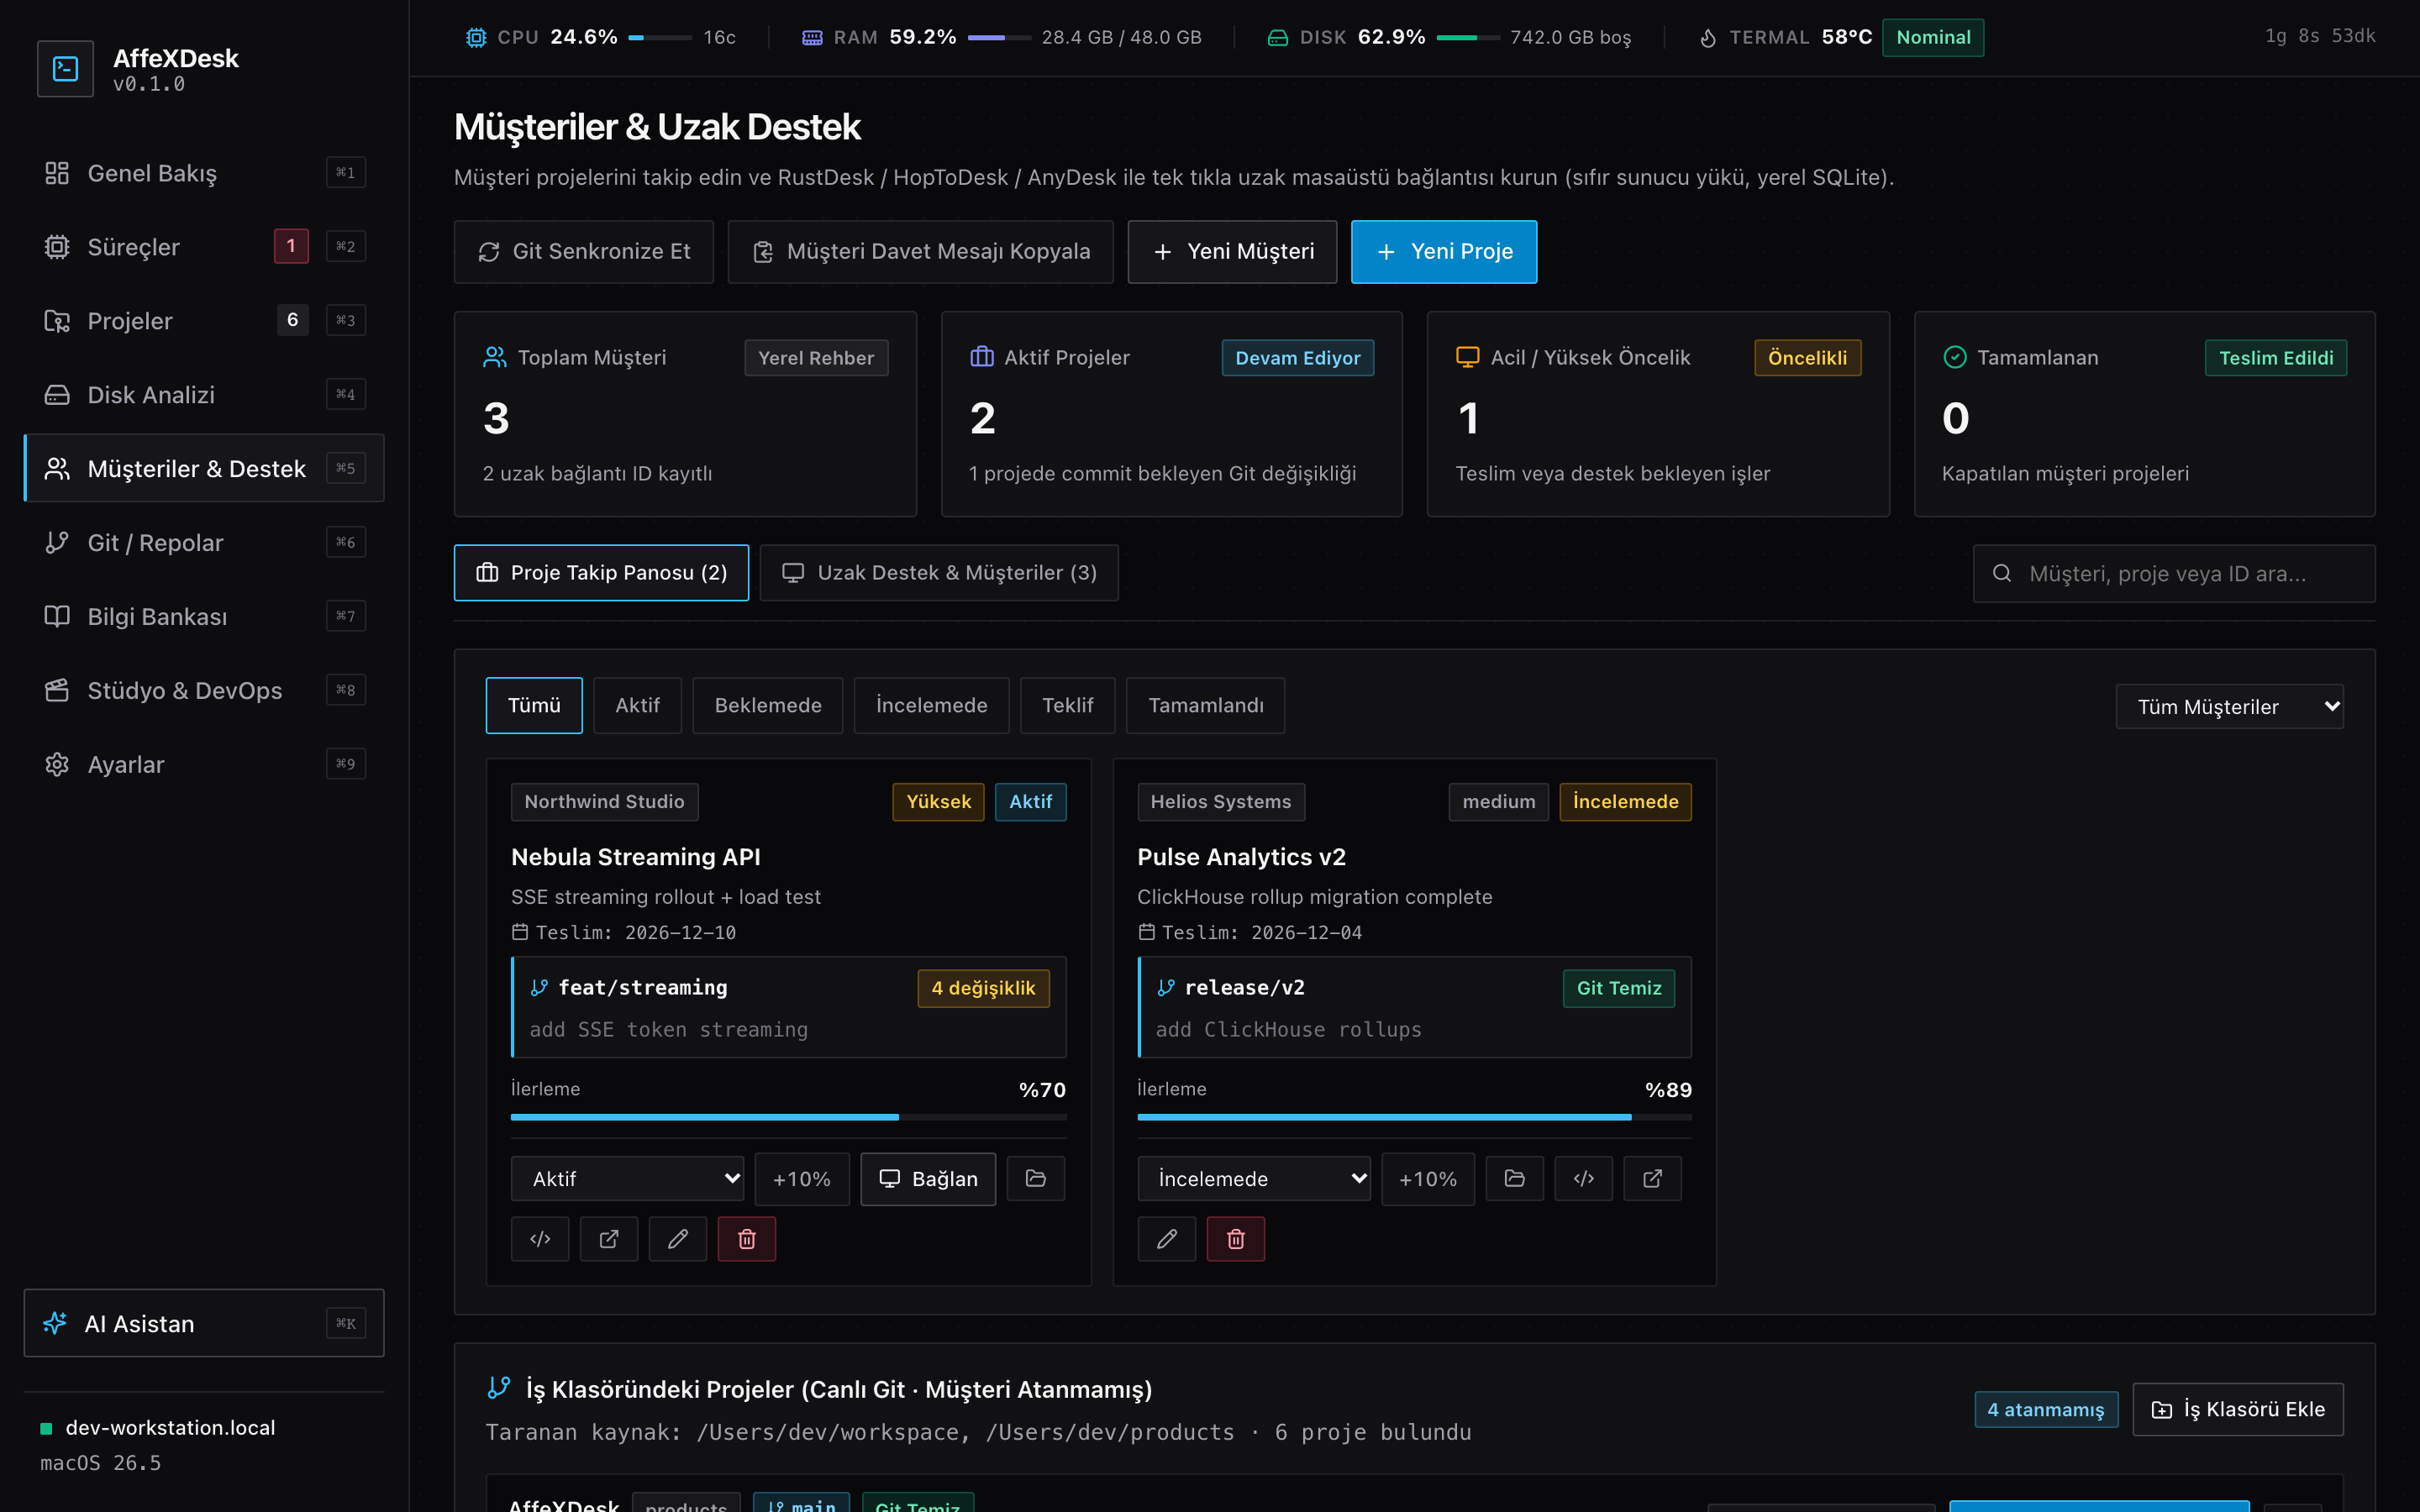 AffeXDesk
v0.1.0
Genel Bakış ⌘1
Süreçler 1 ⌘2
Projeler 6 ⌘3
Disk Analizi ⌘4
Müşteriler & Destek ⌘5
Git / Repolar ⌘6
Bilgi Bankası ⌘7
Stüdyo & DevOps ⌘8
Ayarlar ⌘9
AI Asistan ⌘K
dev-workstation.local
macOS 26.5
CPU 24.6% 16c RAM 59.2% 28.4 GB / 48.0 GB DISK 62.9% 742.0 GB boş TERMAL 58°C Nominal 1g 8s 53dk
Müşteriler & Uzak Destek
Müşteri projelerini takip edin ve RustDesk / HopToDesk / AnyDesk ile tek tıkla uzak masaüstü bağlantısı kurun (sıfır sunucu yükü, yerel SQLite).
Git Senkronize Et Müşteri Davet Mesajı Kopyala + Yeni Müşteri + Yeni Proje
Toplam Müşteri Yerel Rehber
3
2 uzak bağlantı ID kayıtlı
Aktif Projeler Devam Ediyor
2
1 projede commit bekleyen Git değişikliği
Acil / Yüksek Öncelik Öncelikli
1
Teslim veya destek bekleyen işler
Tamamlanan Teslim Edildi
0
Kapatılan müşteri projeleri
Proje Takip Panosu (2) Uzak Destek & Müşteriler (3) Müşteri, proje veya ID ara...
Tümü Aktif Beklemede İncelemede Teklif Tamamlandı Tüm Müşteriler
Northwind Studio Yüksek Aktif
Nebula Streaming API
SSE streaming rollout + load test
Teslim: 2026-12-10
feat/streaming 4 değişiklik
add SSE token streaming
İlerleme %70
Aktif +10% Bağlan
Helios Systems medium İncelemede
Pulse Analytics v2
ClickHouse rollup migration complete
Teslim: 2026-12-04
release/v2 Git Temiz
add ClickHouse rollups
İlerleme %89
İncelemede +10%
İş Klasöründeki Projeler (Canlı Git · Müşteri Atanmamış)
Taranan kaynak: /Users/dev/workspace, /Users/dev/products · 6 proje bulundu
4 atanmamış İş Klasörü Ekle
AffeXDesk products main Git Temiz